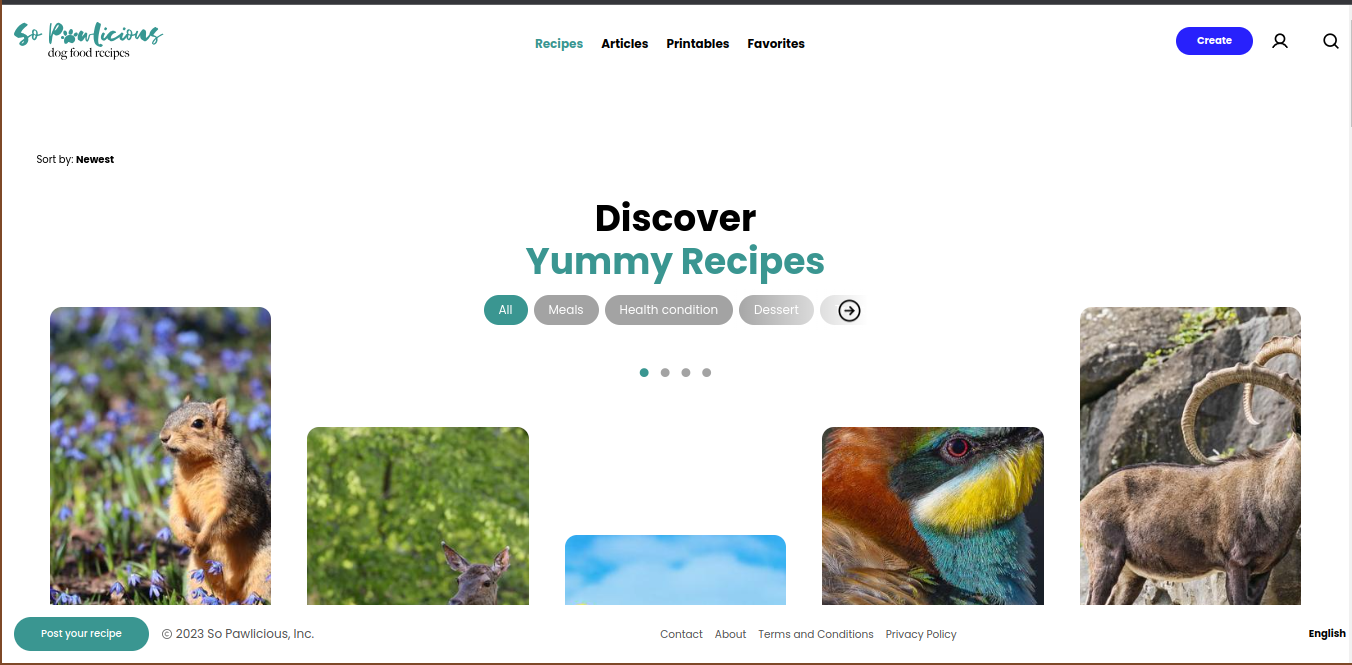 So Pawlicious
dog food recipes
Recipes Articles Printables Favorites
Create
Sort by: Newest
Discover
Yummy Recipes
All Meals Health condition Dessert
Post your recipe © 2023 So Pawlicious, Inc. Contact About Terms and Conditions Privacy Policy English